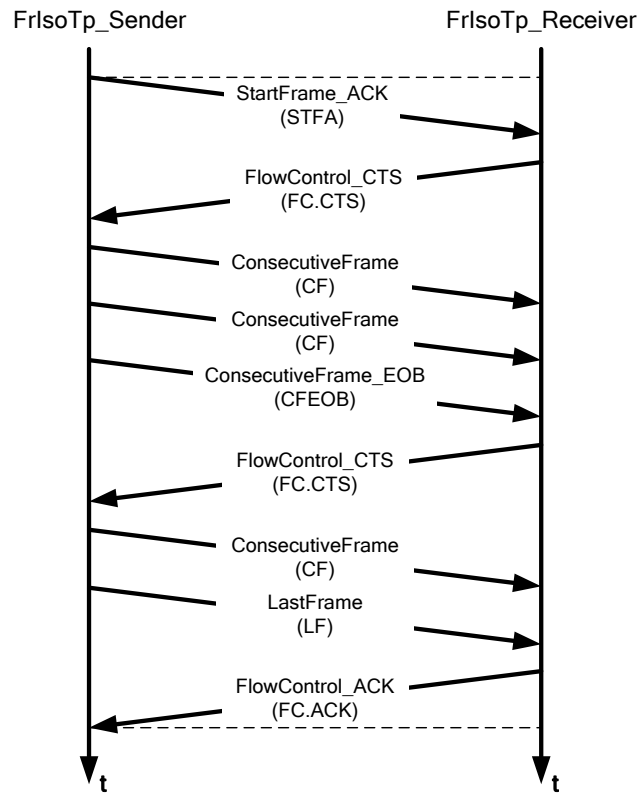 FrIsoTp_Sender
FrIsoTp_Receiver
StartFrame_ACK
(STFA)
FlowControl_CTS
(FC.CTS)
ConsecutiveFrame
(CF)
ConsecutiveFrame
(CF)
ConsecutiveFrame_EOB
(CFEOB)
FlowControl_CTS
(FC.CTS)
ConsecutiveFrame
(CF)
LastFrame
(LF)
FlowControl_ACK
(FC.ACK)
t
t